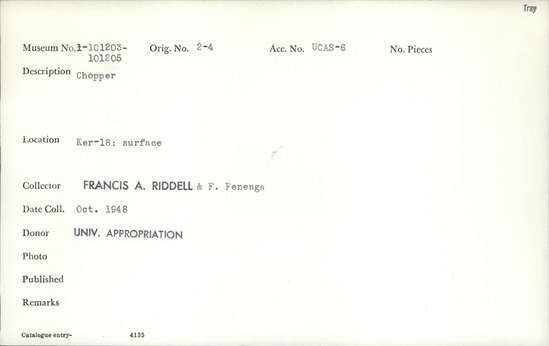 Tray
Museum No. 1-101203- Orig. No. 2-4 Acc. No. UCAS-6 No. Pieces
101205
Description Chopper
Location Ker-18; surface
Collector FRANCIS A. RIDDELL & F. Fenenga
Date Coll. Oct. 1948
Donor UNIV. APPROPRIATION
Photo
Published
Remarks
Catalogue entry- 4135